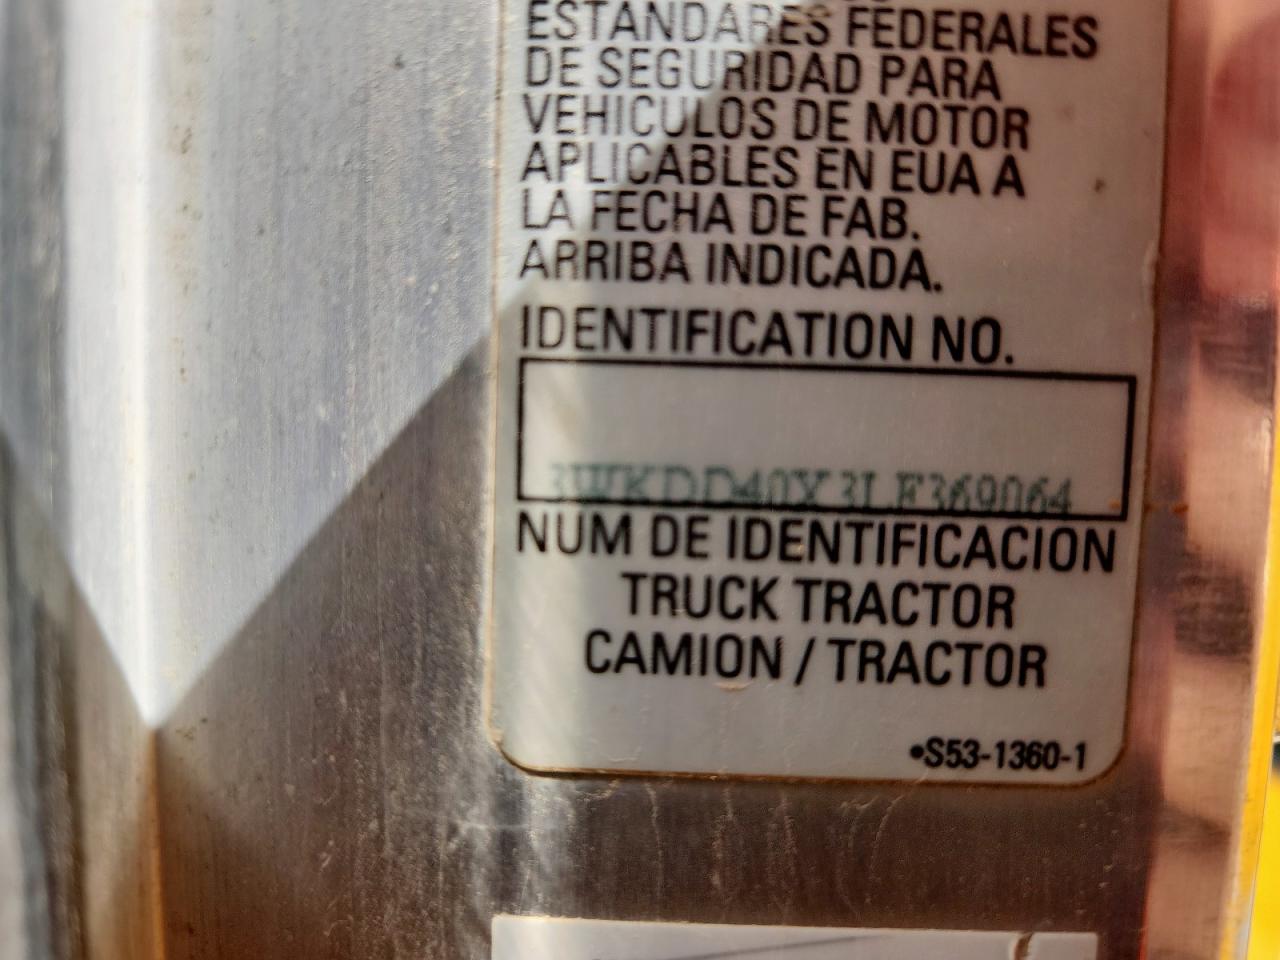 ESTANDARES FEDERALES
DE SEGURIDAD PARA
VEHICULOS DE MOTOR
APLICABLES EN EUA A
LA FECHA DE FAB.
ARRIBA INDICADA.
IDENTIFICATION NO.
3WKDD40X3LF369064
NUM DE IDENTIFICACION
TRUCK TRACTOR
CAMION / TRACTOR
•S53-1360-1